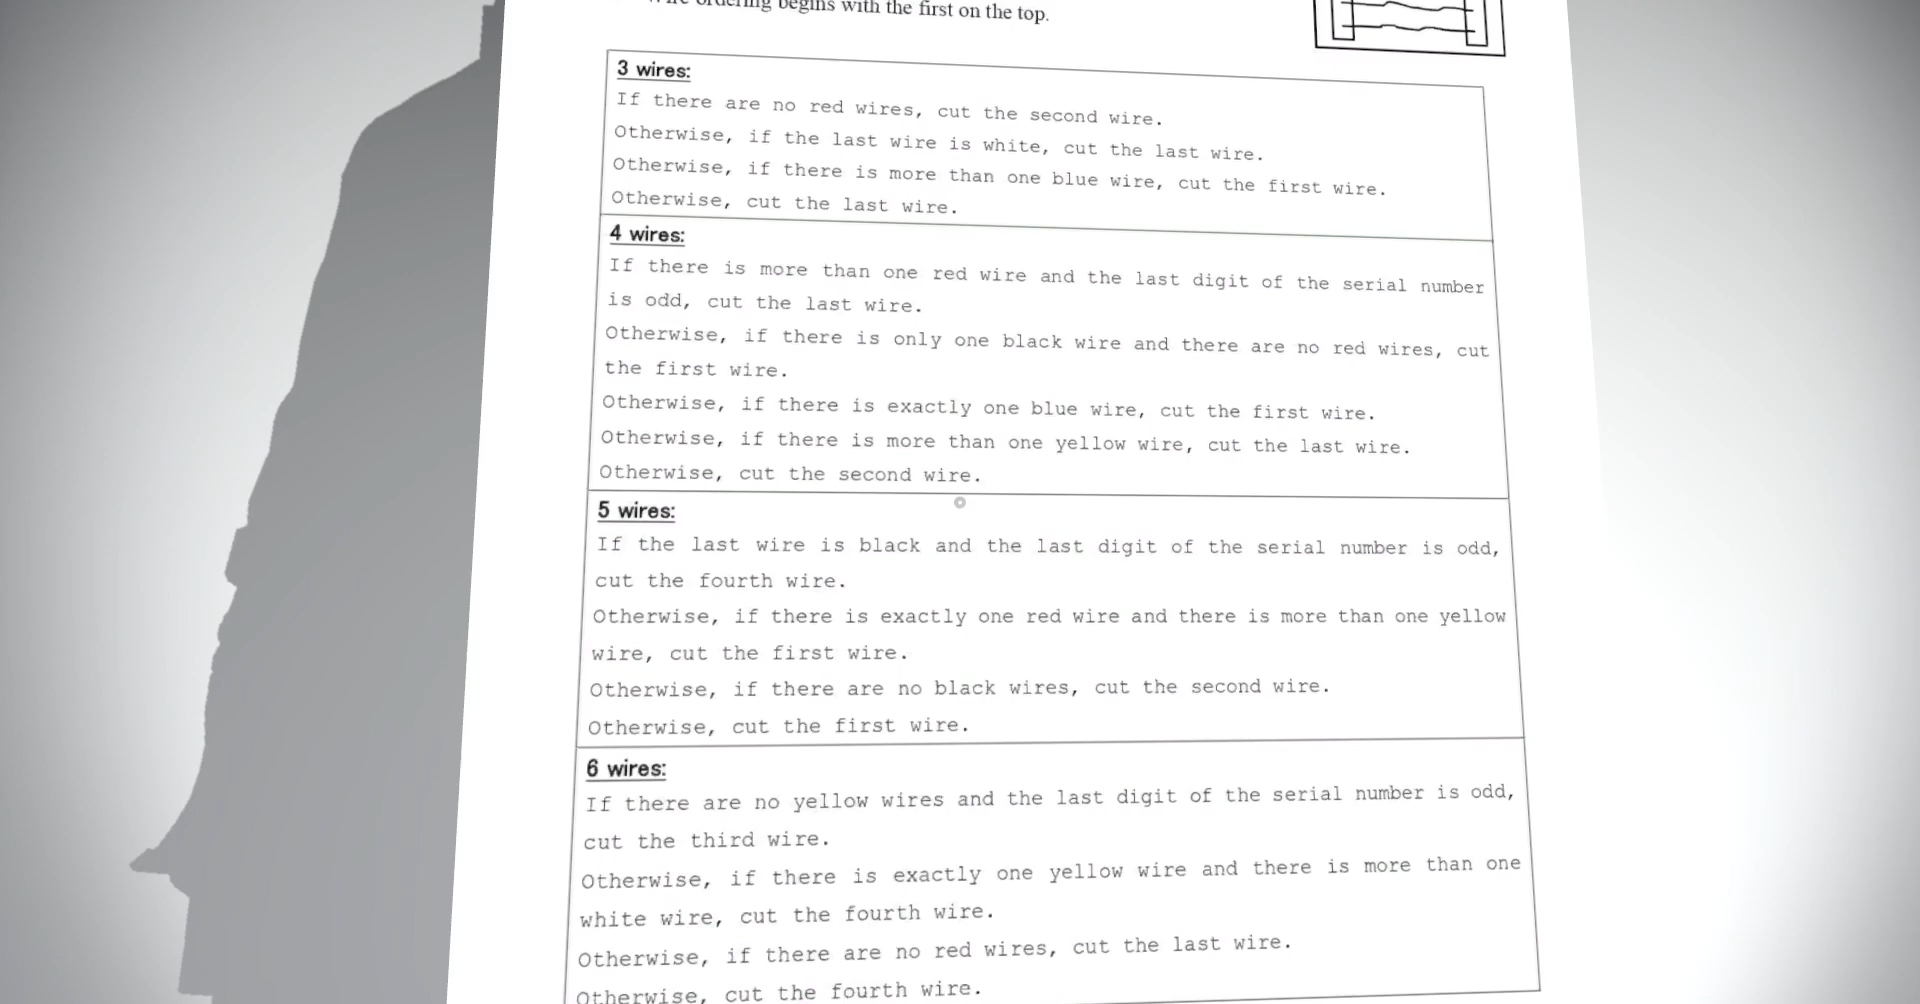 ordering begins with the first on the top.
3 wires:
If there are no red wires, cut the second wire.
Otherwise, if the last wire is white, cut the last wire.
Otherwise, if there is more than one blue wire, cut the first wire.
Otherwise, cut the last wire.
4 wires:
If there is more than one red wire and the last digit of the serial number
is odd, cut the last wire.
Otherwise, if there is only one black wire and there are no red wires, cut
the first wire.
Otherwise, if there is exactly one blue wire, cut the first wire.
Otherwise, if there is more than one yellow wire, cut the last wire.
Otherwise, cut the second wire.
5 wires:
If the last wire is black and the last digit of the serial number is odd,
cut the fourth wire.
Otherwise, if there is exactly one red wire and there is more than one yellow
wire, cut the first wire.
Otherwise, if there are no black wires, cut the second wire.
Otherwise, cut the first wire.
6 wires:
If there are no yellow wires and the last digit of the serial number is odd,
cut the third wire.
Otherwise, if there is exactly one yellow wire and there is more than one
white wire, cut the fourth wire.
Otherwise, if there are no red wires, cut the last wire.
Otherwise, cut the fourth wire.